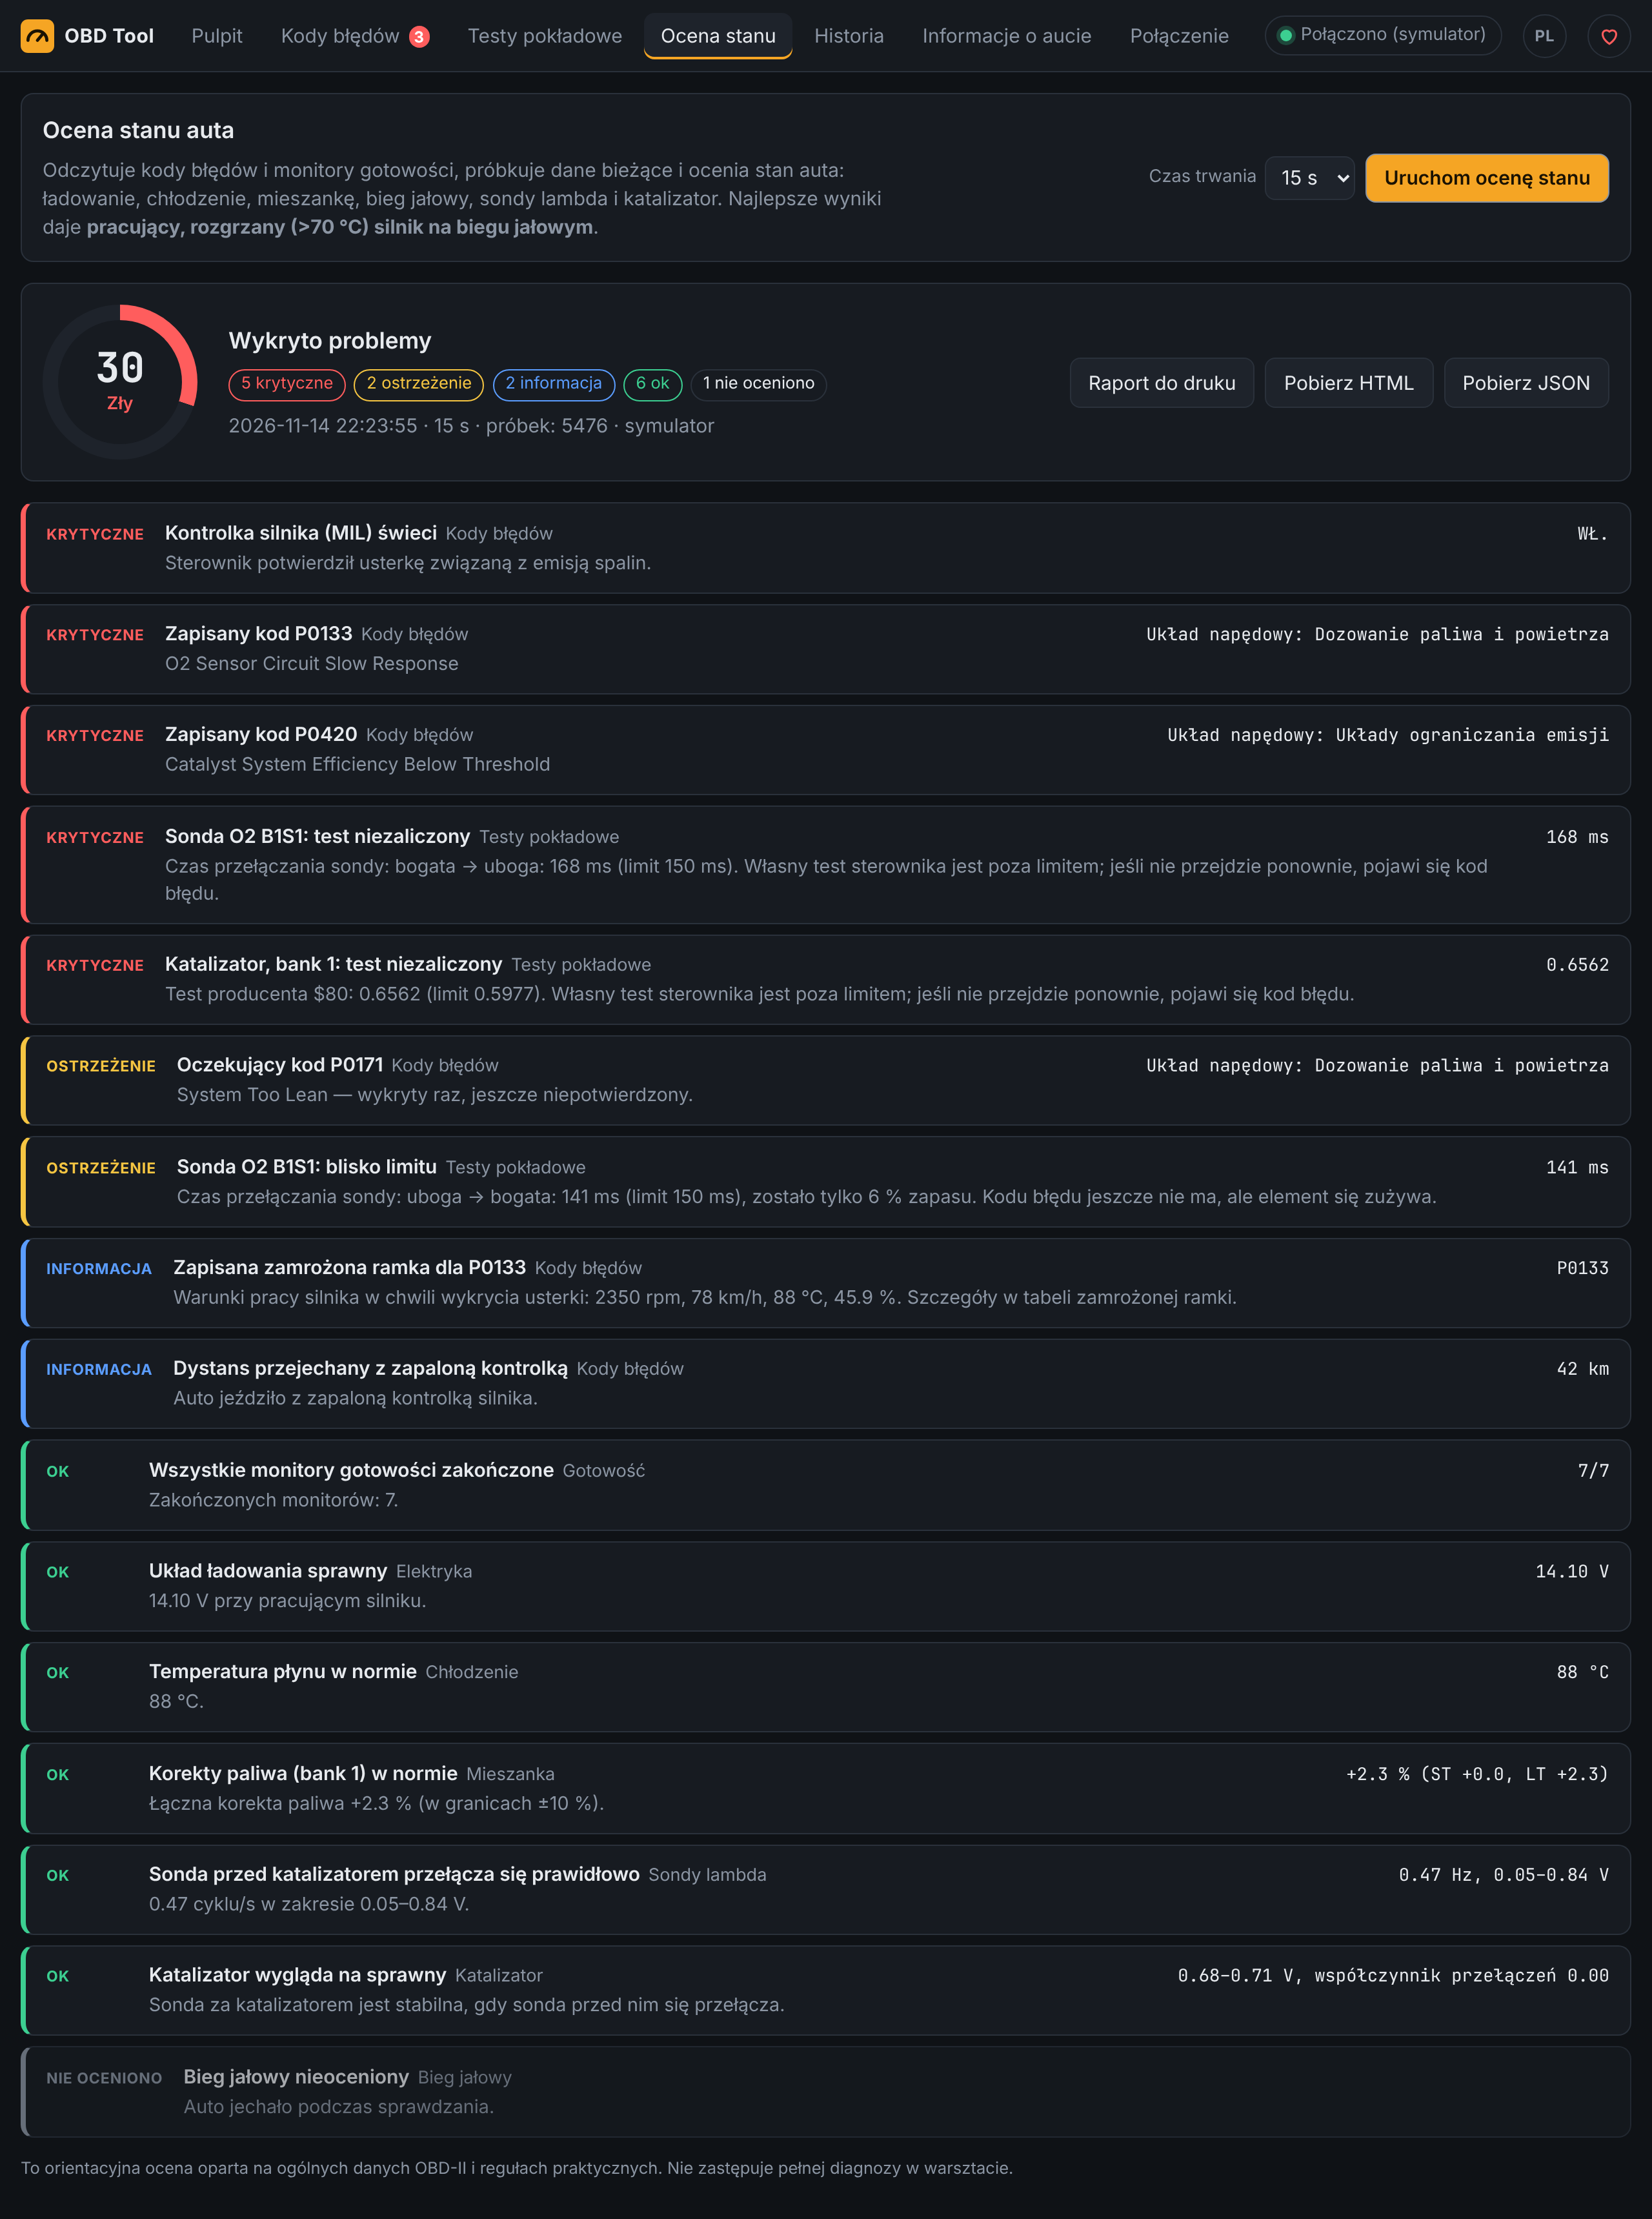 OBD Tool
Pulpit
Kody błędów 3
Testy pokładowe
Ocena stanu
Historia
Informacje o aucie
Połączenie
Połączono (symulator)
PL
Ocena stanu auta
Odczytuje kody błędów i monitory gotowości, próbkuje dane bieżące i ocenia stan auta:
ładowanie, chłodzenie, mieszankę, bieg jałowy, sondy lambda i katalizator. Najlepsze wyniki
daje pracujący, rozgrzany (>70 °C) silnik na biegu jałowym.
Czas trwania 15 s
Uruchom ocenę stanu
30
Zły
Wykryto problemy
5 krytyczne 2 ostrzeżenie 2 informacja 6 ok 1 nie oceniono
2026-11-14 22:23:55 · 15 s · próbek: 5476 · symulator
Raport do druku
Pobierz HTML
Pobierz JSON
KRYTYCZNE Kontrolka silnika (MIL) świeci Kody błędów WŁ.
Sterownik potwierdził usterkę związaną z emisją spalin.
KRYTYCZNE Zapisany kod P0133 Kody błędów Układ napędowy: Dozowanie paliwa i powietrza
O2 Sensor Circuit Slow Response
KRYTYCZNE Zapisany kod P0420 Kody błędów Układ napędowy: Układy ograniczania emisji
Catalyst System Efficiency Below Threshold
KRYTYCZNE Sonda O2 B1S1: test niezaliczony Testy pokładowe 168 ms
Czas przełączania sondy: bogata → uboga: 168 ms (limit 150 ms). Własny test sterownika jest poza limitem; jeśli nie przejdzie ponownie, pojawi się kod
błędu.
KRYTYCZNE Katalizator, bank 1: test niezaliczony Testy pokładowe 0.6562
Test producenta $80: 0.6562 (limit 0.5977). Własny test sterownika jest poza limitem; jeśli nie przejdzie ponownie, pojawi się kod błędu.
OSTRZEŻENIE Oczekujący kod P0171 Kody błędów Układ napędowy: Dozowanie paliwa i powietrza
System Too Lean — wykryty raz, jeszcze niepotwierdzony.
OSTRZEŻENIE Sonda O2 B1S1: blisko limitu Testy pokładowe 141 ms
Czas przełączania sondy: uboga → bogata: 141 ms (limit 150 ms), zostało tylko 6 % zapasu. Kodu błędu jeszcze nie ma, ale element się zużywa.
INFORMACJA Zapisana zamrożona ramka dla P0133 Kody błędów P0133
Warunki pracy silnika w chwili wykrycia usterki: 2350 rpm, 78 km/h, 88 °C, 45.9 %. Szczegóły w tabeli zamrożonej ramki.
INFORMACJA Dystans przejechany z zapaloną kontrolką Kody błędów 42 km
Auto jeździło z zapaloną kontrolką silnika.
OK Wszystkie monitory gotowości zakończone Gotowość 7/7
Zakończonych monitorów: 7.
OK Układ ładowania sprawny Elektryka 14.10 V
14.10 V przy pracującym silniku.
OK Temperatura płynu w normie Chłodzenie 88 °C
88 °C.
OK Korekty paliwa (bank 1) w normie Mieszanka +2.3 % (ST +0.0, LT +2.3)
Łączna korekta paliwa +2.3 % (w granicach ±10 %).
OK Sonda przed katalizatorem przełącza się prawidłowo Sondy lambda 0.47 Hz, 0.05–0.84 V
0.47 cyklu/s w zakresie 0.05–0.84 V.
OK Katalizator wygląda na sprawny Katalizator 0.68–0.71 V, współczynnik przełączeń 0.00
Sonda za katalizatorem jest stabilna, gdy sonda przed nim się przełącza.
NIE OCENIONO Bieg jałowy nieoceniony Bieg jałowy
Auto jechało podczas sprawdzania.
To orientacyjna ocena oparta na ogólnych danych OBD-II i regułach praktycznych. Nie zastępuje pełnej diagnozy w warsztacie.